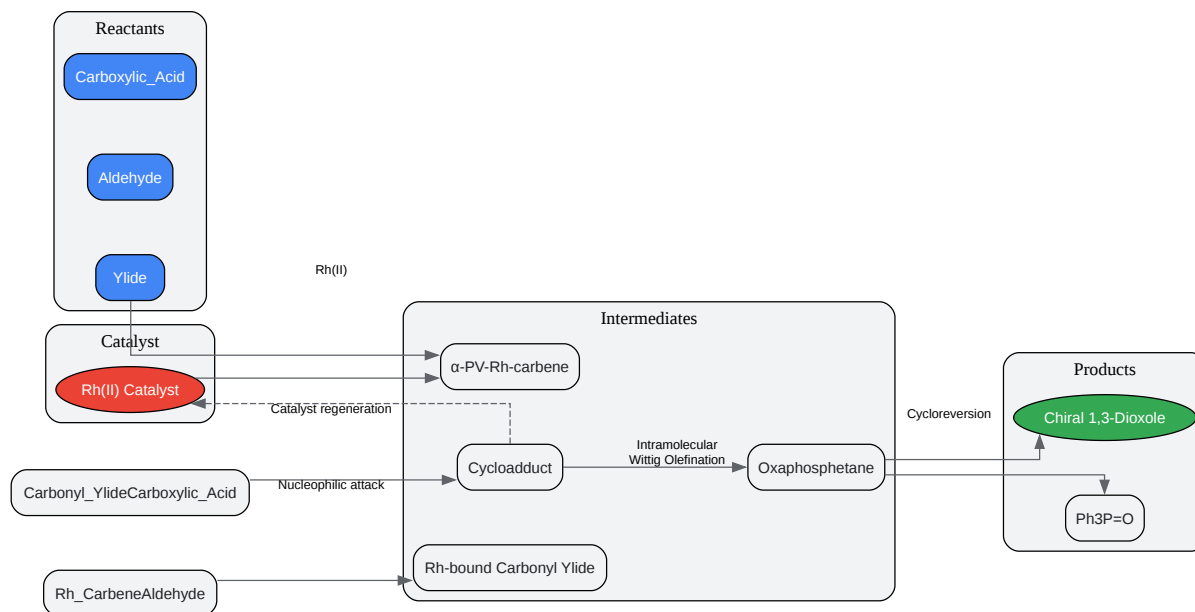 Reactants
Carboxylic_Acid
Aldehyde
Ylide
Rh(II)
Catalyst
Rh(II) Catalyst
Catalyst regeneration
Intermediates
α-PV-Rh-carbene
Cycloadduct
Intramolecular
Wittig Olefination
Oxaphosphetane
Carbonyl_YlideCarboxylic_Acid
Nucleophilic attack
Rh-bound Carbonyl Ylide
Rh_CarbeneAldehyde
Cycloreversion
Products
Chiral 1,3-Dioxole
Ph3P=O